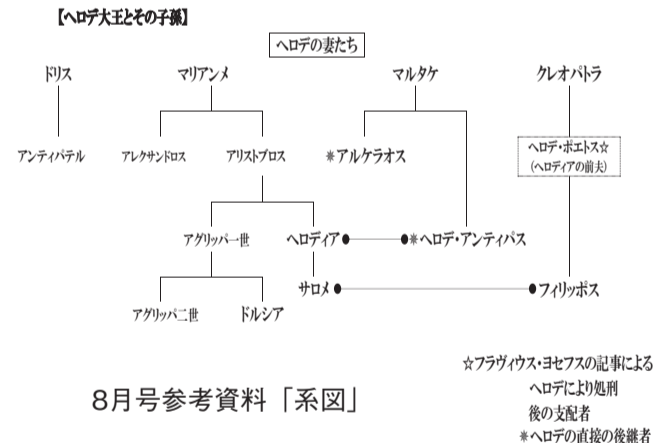 【ヘロデ大王とその子孫】
ヘロデの妻たち
ドリス マリアンメ マルタケ クレオパトラ
アンティパテル アレクサンドロス アリストブロス ＊アルケラオス ヘロデ・ポエトス☆
(ヘロディアの前夫)
アグリッパ一世 ヘロディア ＊ヘロデ・アンティパス
サロメ フィリッポス
アグリッパ二世 ドルシア
☆フラヴィウス・ヨセフスの記事による
ヘロデにより処刑
後の支配者
＊ヘロデの直接の後継者
8月号参考資料「系図」